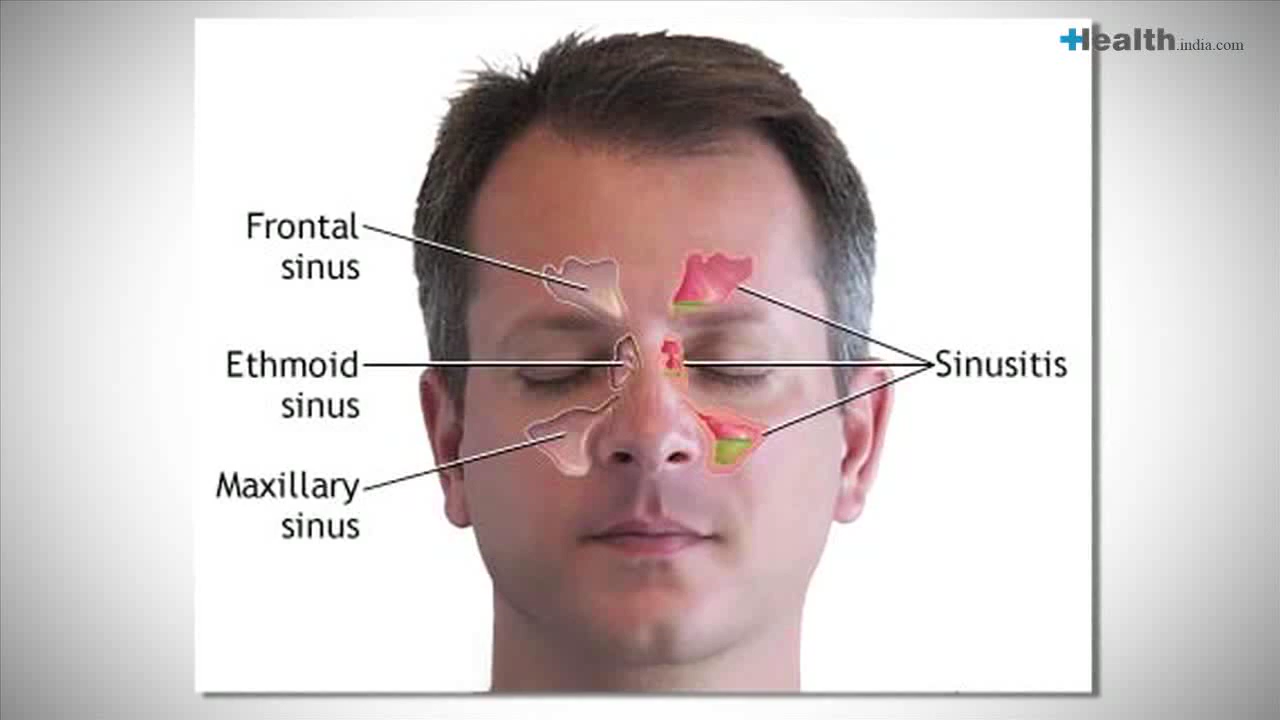 Health.india.com
Frontal
sinus
Ethmoid
sinus
Sinusitis
Maxillary
sinus